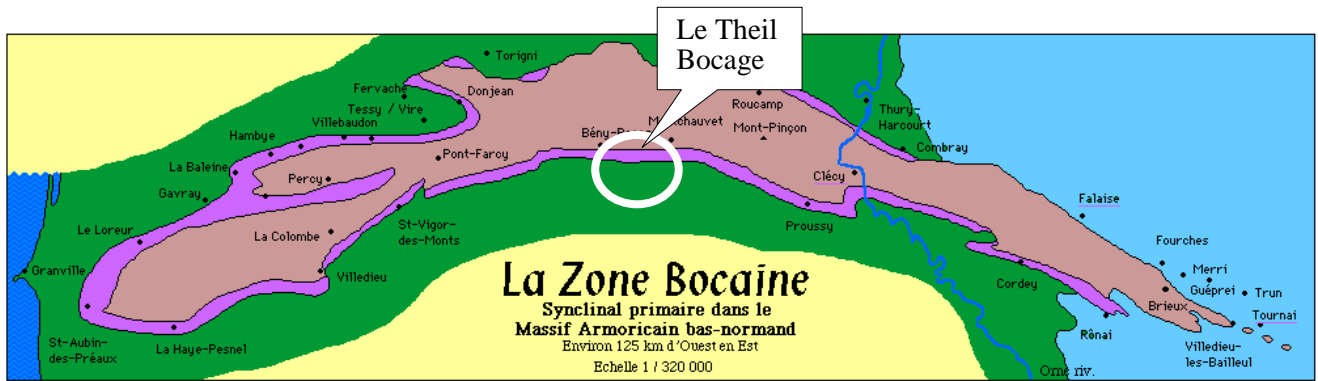 Le Theil
Bocage
Torigni
Fervache
Donjean
Tessy / Vire
Villebaudon
Hambye
La Baleine
Gavray
Percy
Pont-Farcy
Le Loreur
La Colombe
St-Vigor-
des-Monts
Granville
Villedieu
St-Aubin-
des-Préaux
La Haye-Pesnel
Roucamp
Mont-Pinçon
Thury-
Harcourt
Combray
Clécy
Proussy
Falaise
Fourches
Merri
Guéprei
Trun
Cordey
Brieux
Tournai
Rônai
Villedieu-
les-Bailleul
Orne riv.
La Zone Bocaine
Synclinal primaire dans le
Massif Armoricain bas-normand
Environ 125 km d'Ouest en Est
Echelle 1 / 320 000